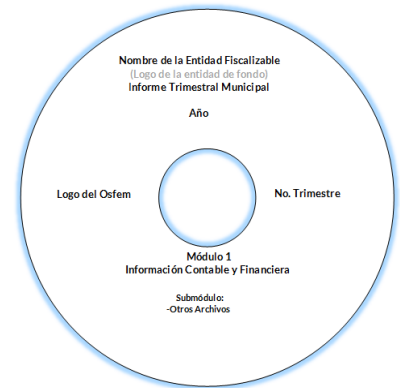 Nombre de la Entidad Fiscalizable
(Logo de la entidad de fondo)
Informe Trimestral Municipal
Año
Logo del Osfem
No. Trimestre
Módulo 1
Información Contable y Financiera
Submódulo:
-Otros Archivos